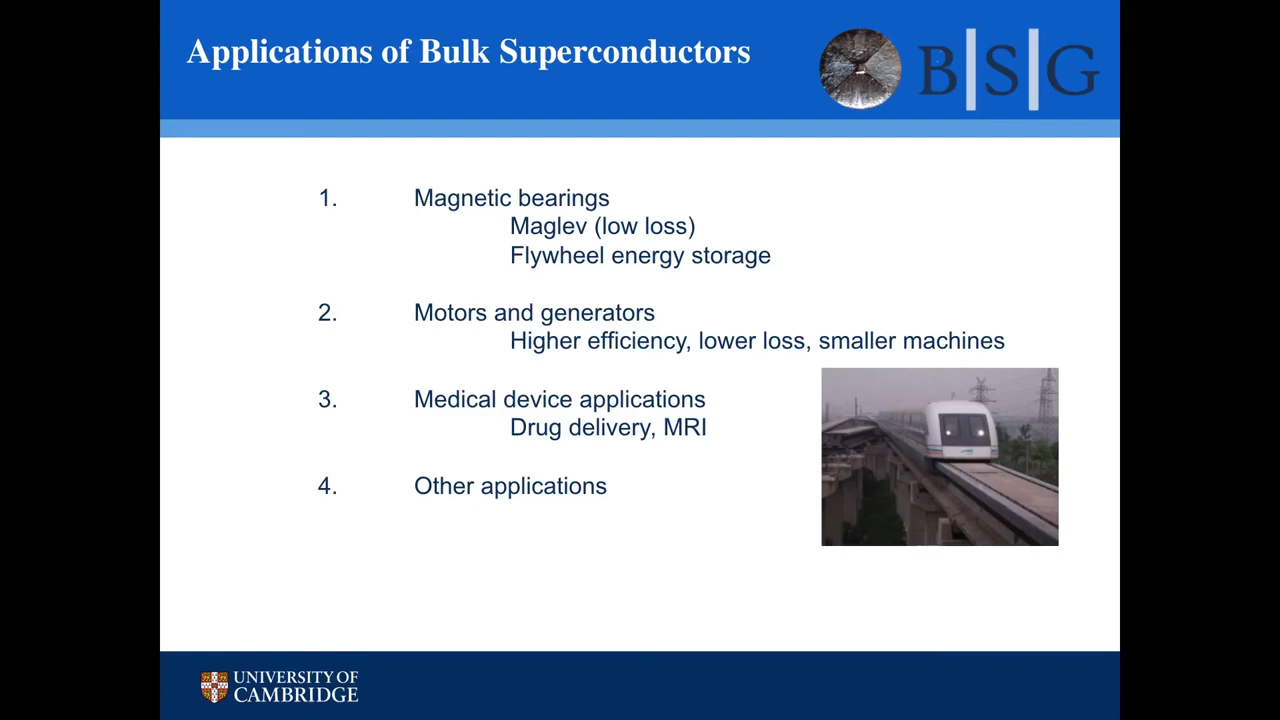 Applications of Bulk Superconductors
B|S|G
1. Magnetic bearings
Maglev (low loss)
Flywheel energy storage
2. Motors and generators
Higher efficiency, lower loss, smaller machines
3. Medical device applications
Drug delivery, MRI
4. Other applications
UNIVERSITY OF
CAMBRIDGE